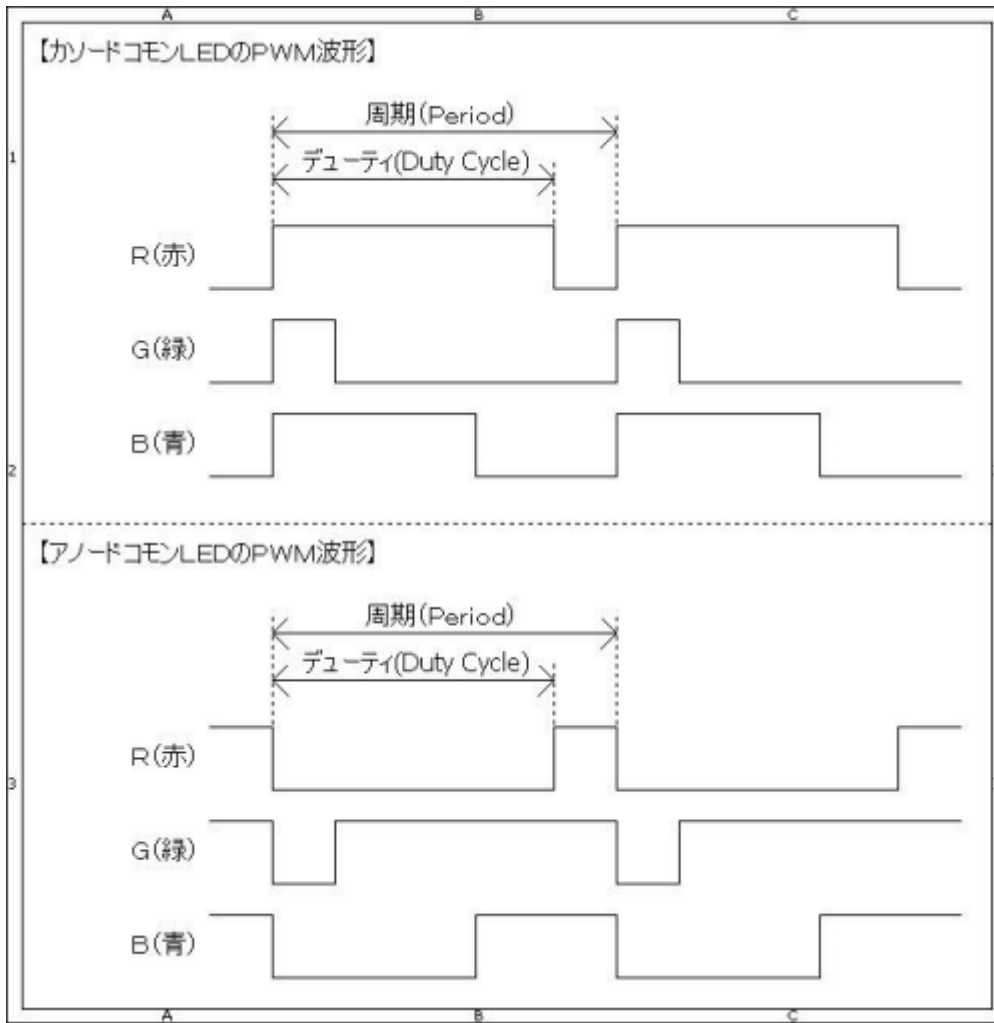 A B C
【カソードコモンLEDのPWM波形】
周期(Period)
1
デューティ(Duty Cycle)
R(赤)
G(緑)
B(青)
2
【アノードコモンLEDのPWM波形】
周期(Period)
デューティ(Duty Cycle)
R(赤)
3
G(緑)
B(青)
A B C